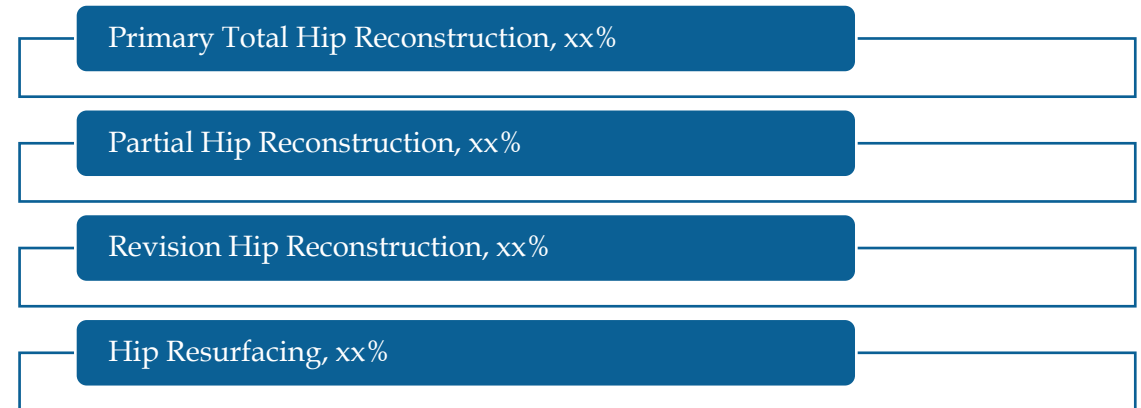 Primary Total Hip Reconstruction, xx%
Partial Hip Reconstruction, xx%
Revision Hip Reconstruction, xx%
Hip Resurfacing, xx%